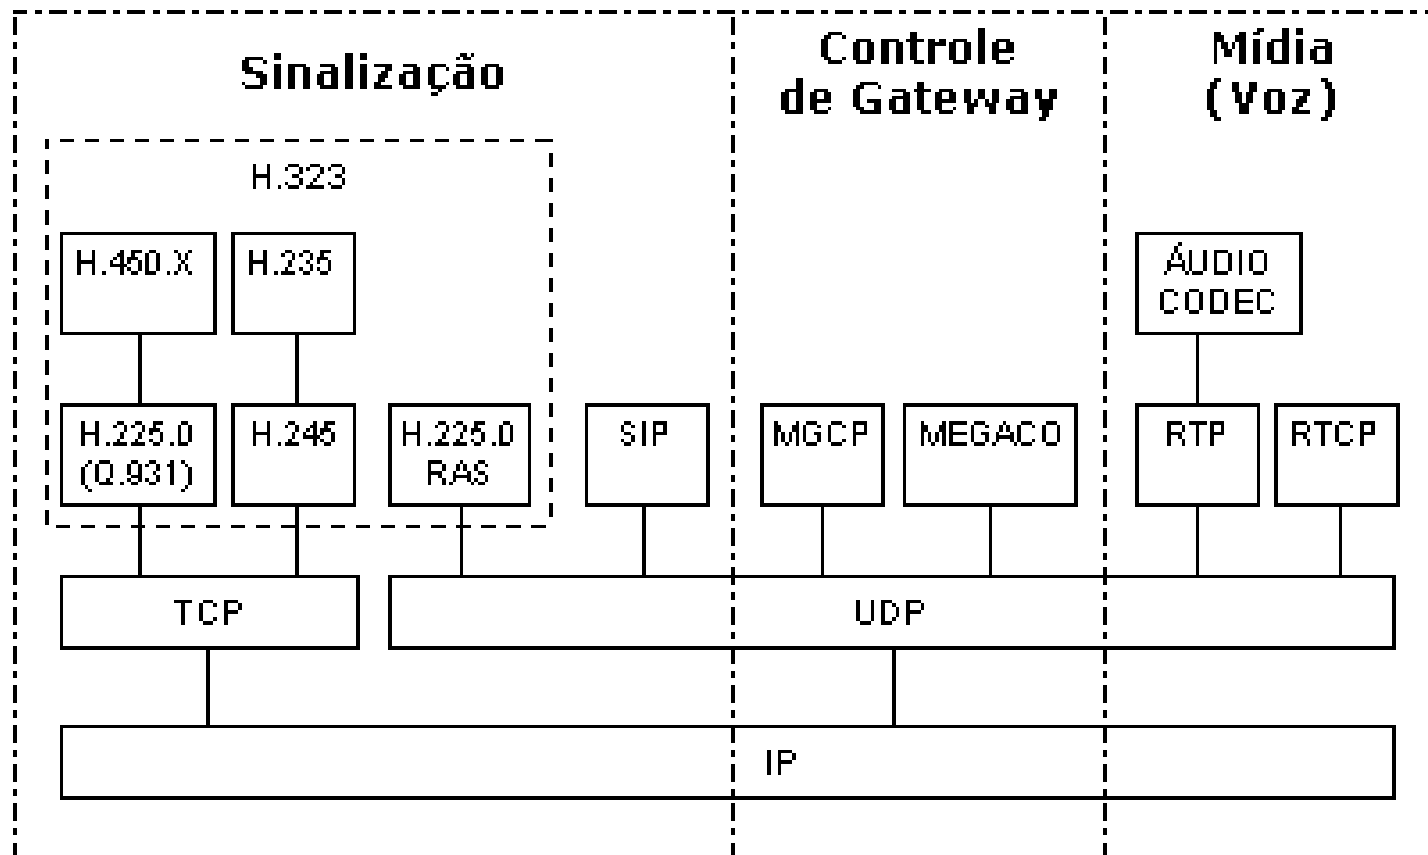 Sinalização
Controle
de Gateway
Mídia
(Voz)
H.323
H.450.X
H.235
ÁUDIO
CODEC
H.225.0
(Q.931)
H.245
H.225.0
RAS
SIP
MGCP
MEGACO
RTP
RTCP
TCP
UDP
IP